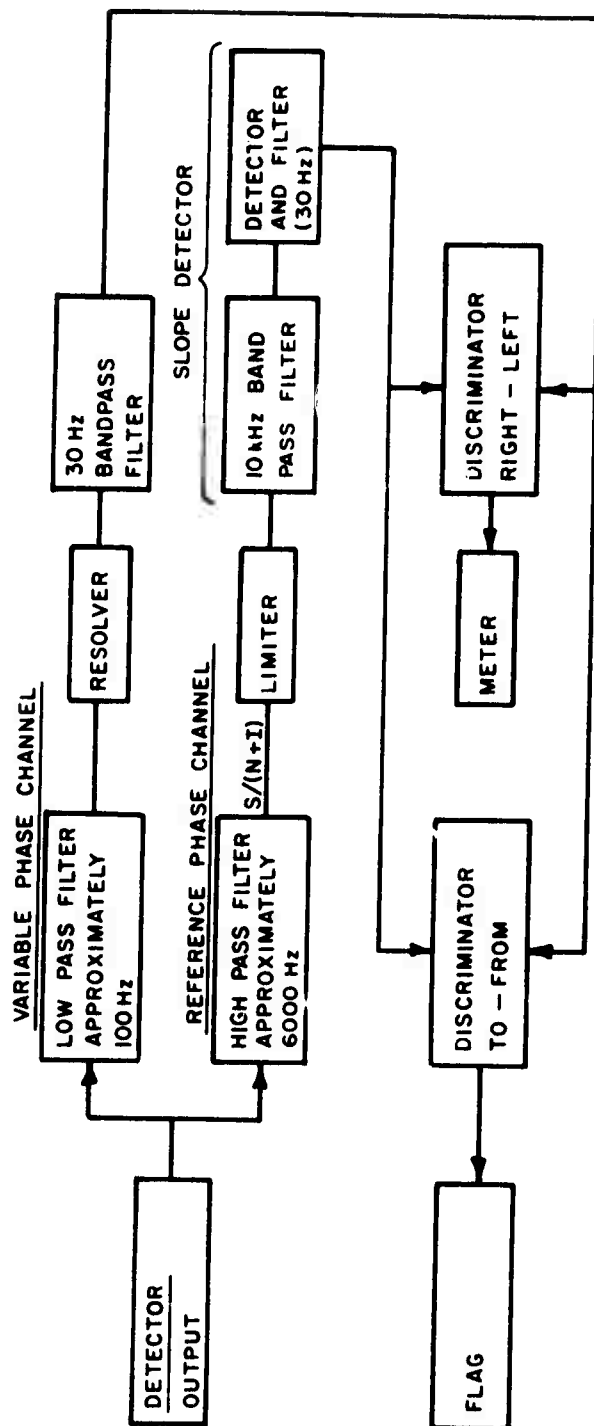 DETECTOR
OUTPUT
VARIABLE PHASE CHANNEL
LOW PASS FILTER
APPROXIMATELY
100 Hz
RESOLVER
30 Hz
BANDPASS
FILTER
REFERENCE PHASE CHANNEL
HIGH PASS FILTER
APPROXIMATELY
6000 Hz
S/(N+I)
LIMITER
SLOPE DETECTOR
10 kHz BAND
PASS FILTER
DETECTOR
AND FILTER
(30 Hz)
FLAG
DISCRIMINATOR
TO – FROM
METER
DISCRIMINATOR
RIGHT – LEFT